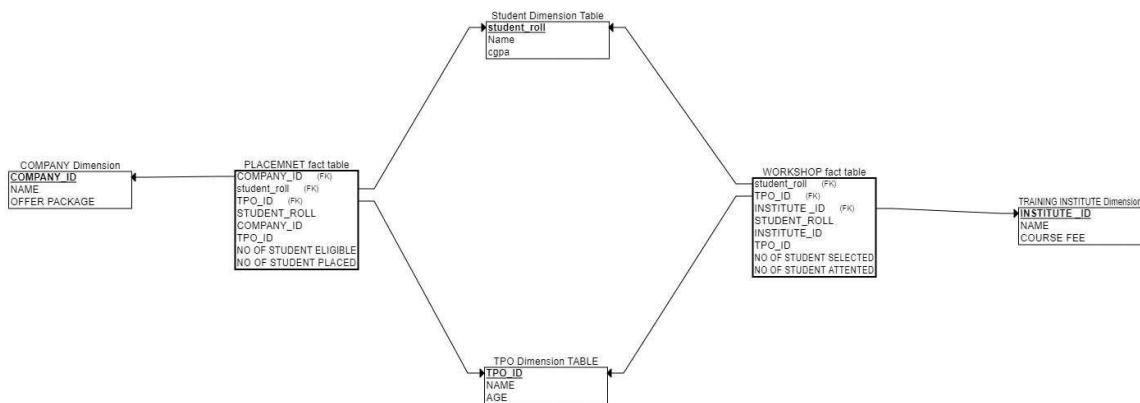 Student Dimension Table
student_roll
Name
cgpa
COMPANY Dimension
COMPANY_ID
NAME
OFFER PACKAGE
PLACEMNET fact table
COMPANY_ID (FK)
student_roll (FK)
TPO_ID (FK)
STUDENT_ROLL
COMPANY_ID
TPO_ID
NO OF STUDENT ELIGIBLE
NO OF STUDENT PLACED
WORKSHOP fact table
student_roll (FK)
TPO_ID (FK)
INSTITUTE _ID (FK)
STUDENT_ROLL
INSTITUTE_ID
TPO_ID
NO OF STUDENT SELECTED
NO OF STUDENT ATTENTED
TRAINING INSTITUTE Dimension
INSTITUTE _ID
NAME
COURSE FEE
TPO Dimension TABLE
TPO_ID
NAME
AGE